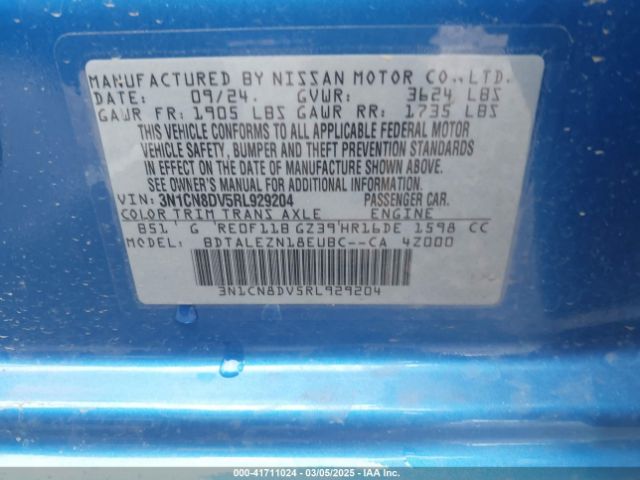 MANUFACTURED BY NISSAN MOTOR CO., LTD.
DATE: 09/24. GVWR: 3624 LBS
GAWR FR: 1905 LBS GAWR RR: 1735 LBS
THIS VEHICLE CONFORMS TO ALL APPLICABLE FEDERAL MOTOR
VEHICLE SAFETY, BUMPER AND THEFT PREVENTION STANDARDS
IN EFFECT ON THE DATE OF MANUFACTURE SHOWN ABOVE.
SEE OWNER'S MANUAL FOR ADDITIONAL INFORMATION.
VIN: 3N1CN8DV5RL929204 PASSENGER CAR.
COLOR TRIM TRANS AXLE ENGINE
B51 G RE0F11B GZ39 HR16DE 1598 CC
MODEL: BDTALEZN18EUBC--CA 4Z000
3N1CN8DV5RL929204
000-41711024 - 03/05/2025 - IAA Inc.